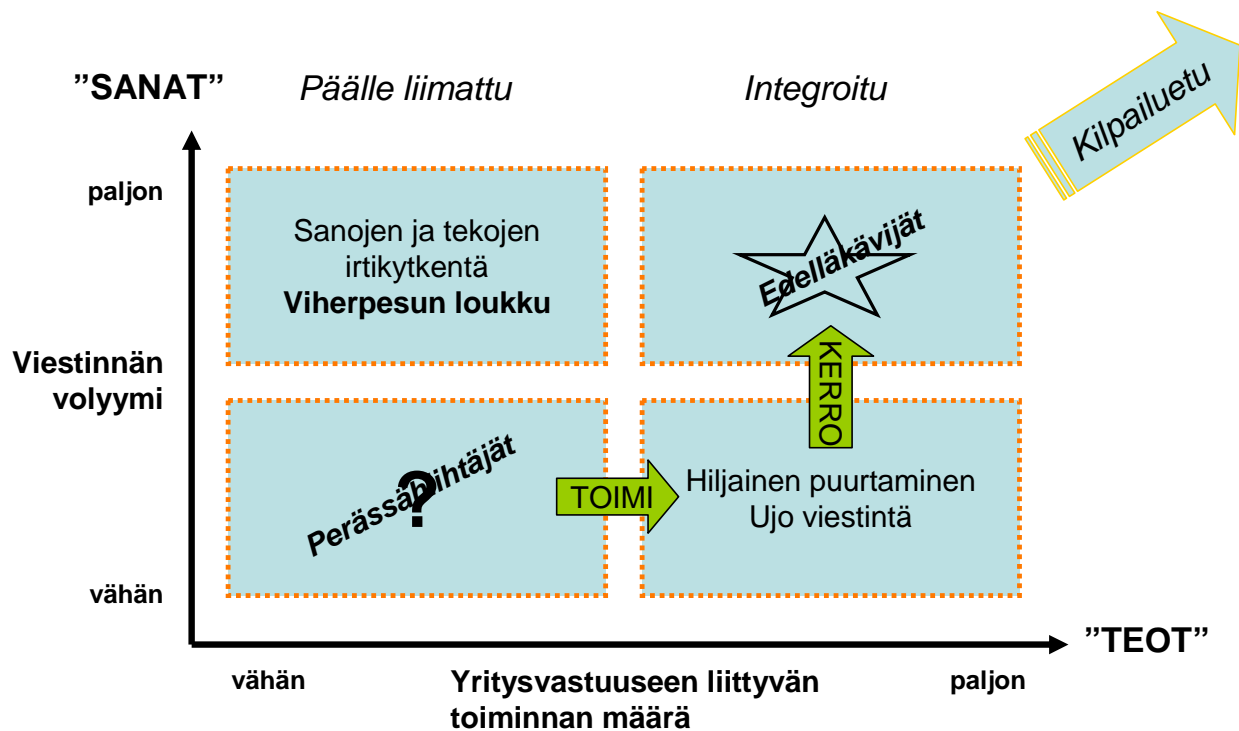 ”SANAT”
Päälle liimattu
Integroitu
Kilpailuetu
paljon
Sanojen ja tekojen
irtikytkentä
Viherpesun loukku
Edelläkävijät
Viestinnän
volyymi
KERRO
Perässähiihtäjät
?
TOIMI
Hiljainen puurtaminen
Ujo viestintä
vähän
”TEOT”
vähän
Yritysvastuuseen liittyvän
toiminnan määrä
paljon